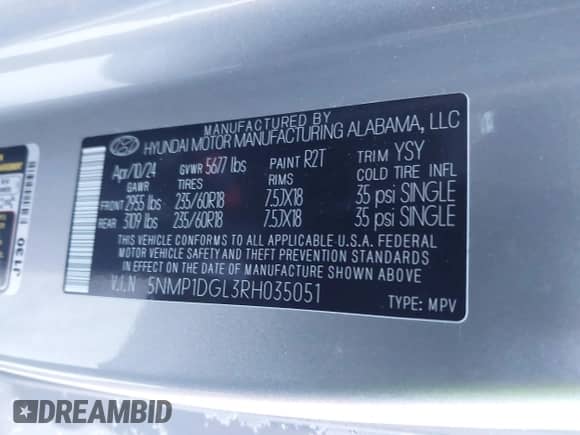 MANUFACTURED BY
HYUNDAI MOTOR MANUFACTURING ALABAMA, LLC
Apr/10/24 GVWR 5677 lbs PAINT R2T TRIM YSY
GAWR TIRES RIMS COLD TIRE INFL
FRONT 2955 lbs 235/60R18 7.5JX18 35 psi SINGLE
REAR 3109 lbs 235/60R18 7.5JX18 35 psi SINGLE
THIS VEHICLE CONFORMS TO ALL APPLICABLE U.S.A. FEDERAL
MOTOR VEHICLE SAFETY AND THEFT PREVENTION STANDARDS
IN EFFECT ON THE DATE OF MANUFACTURE SHOWN ABOVE
V.I.N 5NMP1DGL3RH035051
TYPE: MPV
J130
DREAMBID